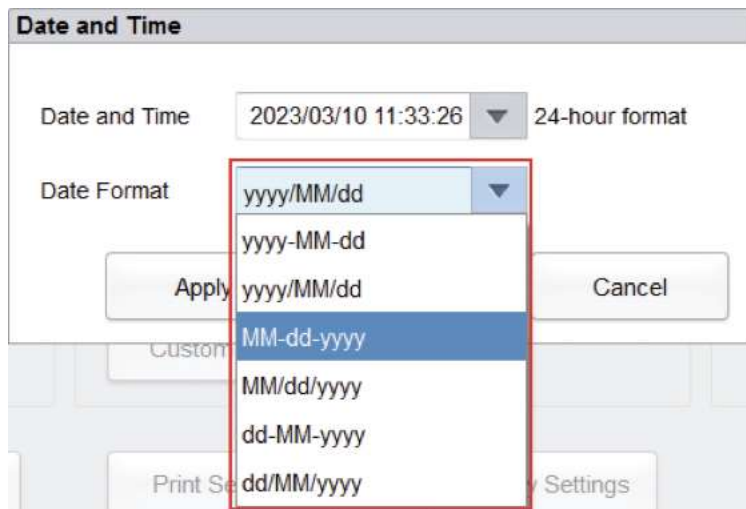 Date and Time
Date and Time 2023/03/10 11:33:26 24-hour format
Date Format yyyy/MM/dd
yyyy-MM-dd
Apply yyyy/MM/dd Cancel
MM-dd-yyyy
Custom
MM/dd/yyyy
dd-MM-yyyy
Print Se dd/MM/yyyy y Settings